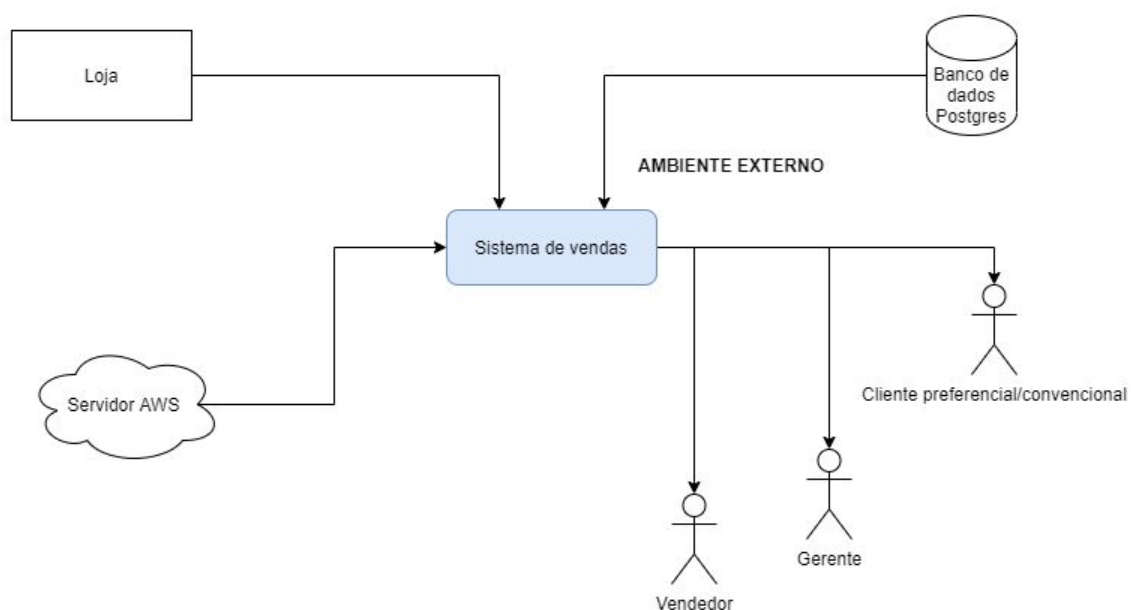 Loja
Banco de
dados
Postgres
AMBIENTE EXTERNO
Sistema de vendas
Servidor AWS
Cliente preferencial/convencional
Gerente
Vendedor